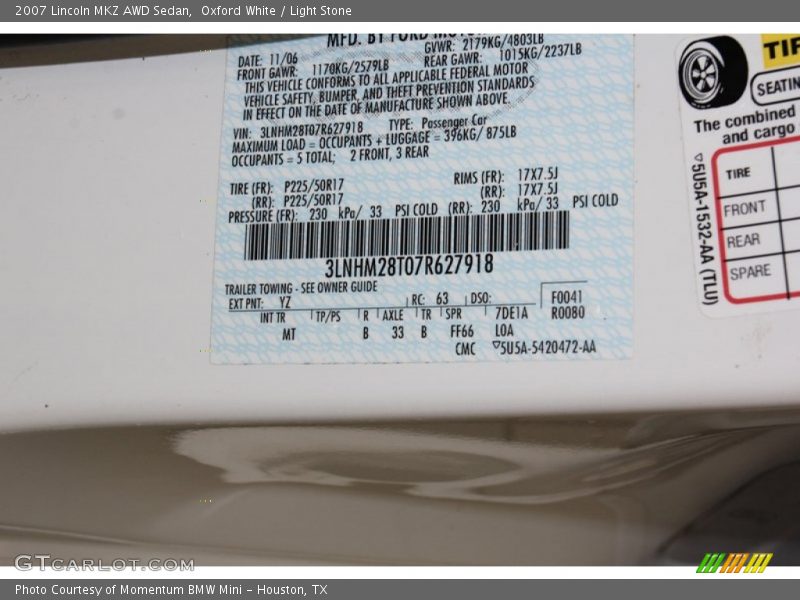 2007 Lincoln MKZ AWD Sedan,  Oxford White / Light Stone
MFD. BY FORD MOTOR
DATE: 11/06 GVWR: 2179KG/4803LB
FRONT GAWR: 1170KG/2579LB REAR GAWR: 1015KG/2237LB
THIS VEHICLE CONFORMS TO ALL APPLICABLE FEDERAL MOTOR
VEHICLE SAFETY, BUMPER, AND THEFT PREVENTION STANDARDS
IN EFFECT ON THE DATE OF MANUFACTURE SHOWN ABOVE.
VIN: 3LNHM28T07R627918 TYPE: Passenger Car
MAXIMUM LOAD = OCCUPANTS + LUGGAGE = 396KG/ 875LB
OCCUPANTS = 5 TOTAL; 2 FRONT, 3 REAR
TIRE (FR): P225/50R17 RIMS (FR): 17X7.5J
(RR): P225/50R17 (RR): 17X7.5J
PRESSURE (FR): 230 kPa/ 33 PSI COLD (RR): 230 kPa/ 33 PSI COLD
3LNHM28T07R627918
TRAILER TOWING - SEE OWNER GUIDE
EXT PNT: YZ RC: 63 DSO: F0041
INT TR TP/PS R AXLE TR SPR 7DE1A R0080
MT B 33 B FF66 L0A
CMC ▽5U5A-5420472-AA
TIR
SEATIN
The combined
and cargo
TIRE
FRONT
REAR
SPARE
▽5U5A-1532-AA (TLU)
GTCARLOT.COM
Photo Courtesy of Momentum BMW Mini - Houston, TX